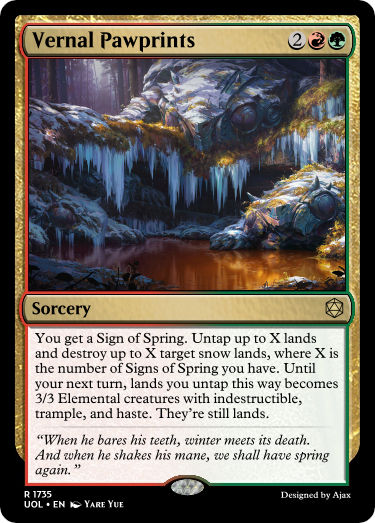 Vernal Pawprints 2
Sorcery
You get a Sign of Spring. Untap up to X lands
and destroy up to X target snow lands, where X is
the number of Signs of Spring you have. Until
your next turn, lands you untap this way becomes
3/3 Elemental creatures with indestructible,
trample, and haste. They’re still lands.
“When he bares his teeth, winter meets its death.
And when he shakes his mane, we shall have spring
again.”
R 1735
UOL • EN Yare Yue
Designed by Ajax